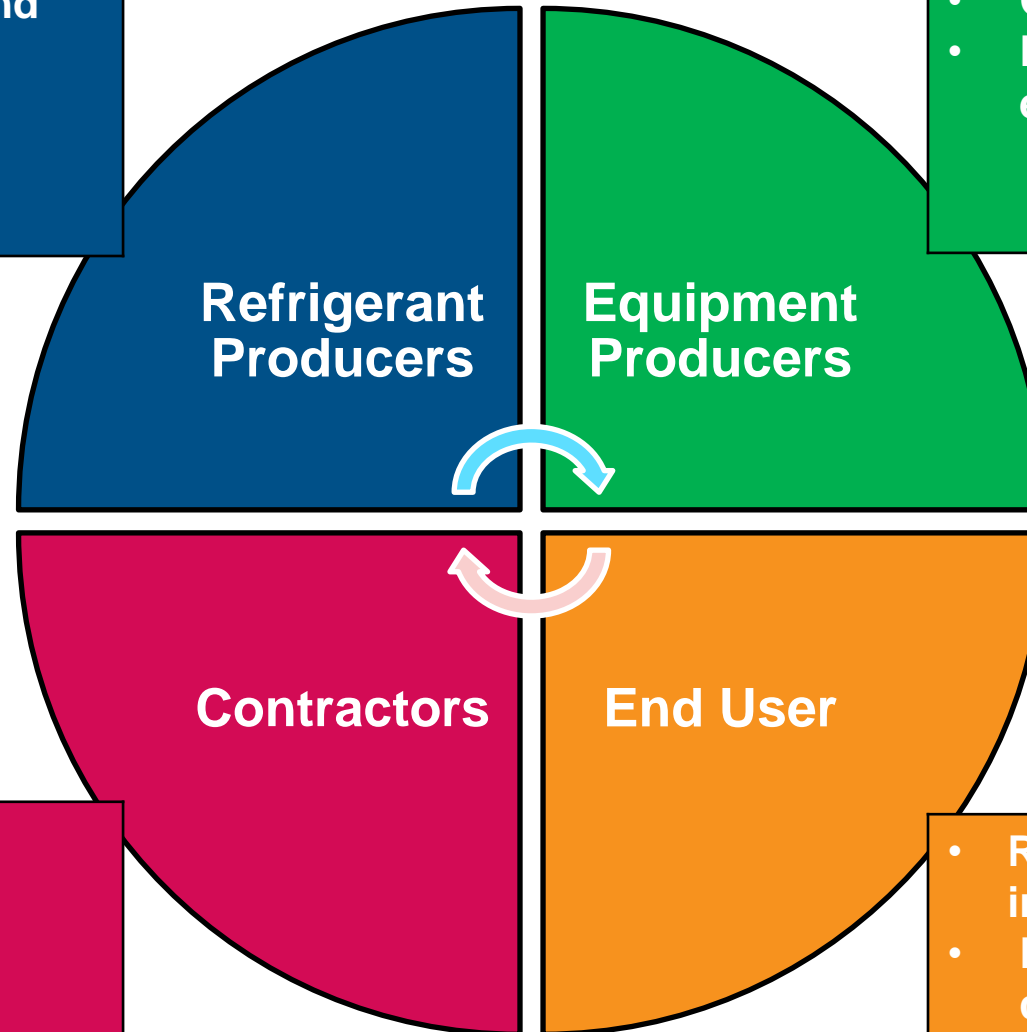 Refrigerant
Producers
Equipment
Producers
Contractors
End User